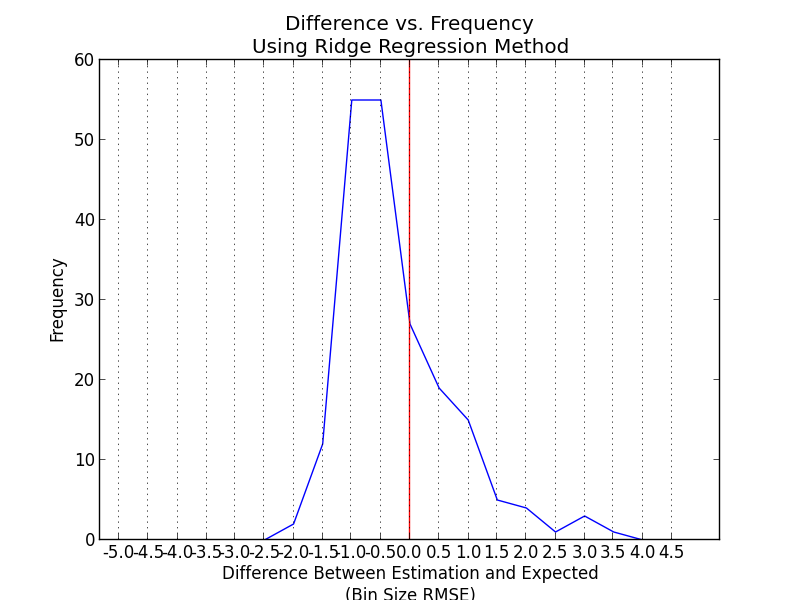 Difference vs. Frequency
Using Ridge Regression Method
60
50
40
30
20
10
0
Frequency
-5.0 -4.5 -4.0 -3.5 -3.0 -2.5 -2.0 -1.5 -1.0 -0.5 0.0 0.5 1.0 1.5 2.0 2.5 3.0 3.5 4.0 4.5
Difference Between Estimation and Expected
(Bin Size RMSE)